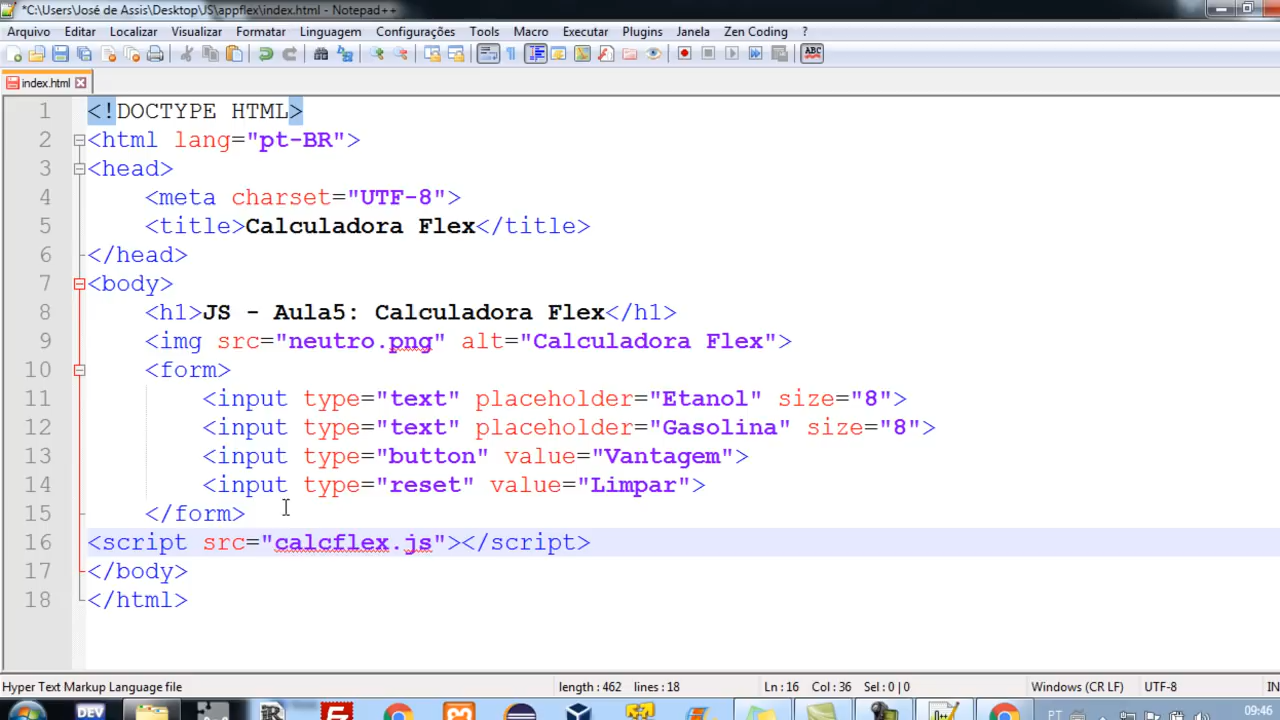 *C:\Users\José de Assis\Desktop\JS\appflex\index.html - Notepad++
Arquivo Editar Localizar Visualizar Formatar Linguagem Configurações Tools Macro Executar Plugins Janela Zen Coding ?
ABC
index.html
1 <!DOCTYPE HTML>
2 <html lang="pt-BR">
3 <head>
4 <meta charset="UTF-8">
5 <title>Calculadora Flex</title>
6 </head>
7 <body>
8 <h1>JS - Aula5: Calculadora Flex</h1>
9 <img src="neutro.png" alt="Calculadora Flex">
10 <form>
11 <input type="text" placeholder="Etanol" size="8">
12 <input type="text" placeholder="Gasolina" size="8">
13 <input type="button" value="Vantagem">
14 <input type="reset" value="Limpar">
15 </form>
16 <script src="calcflex.js"></script>
17 </body>
18 </html>
Hyper Text Markup Language file length : 462 lines : 18 Ln : 16 Col : 36 Sel : 0 | 0 Windows (CR LF) UTF-8 IN
DEV PT 09:46